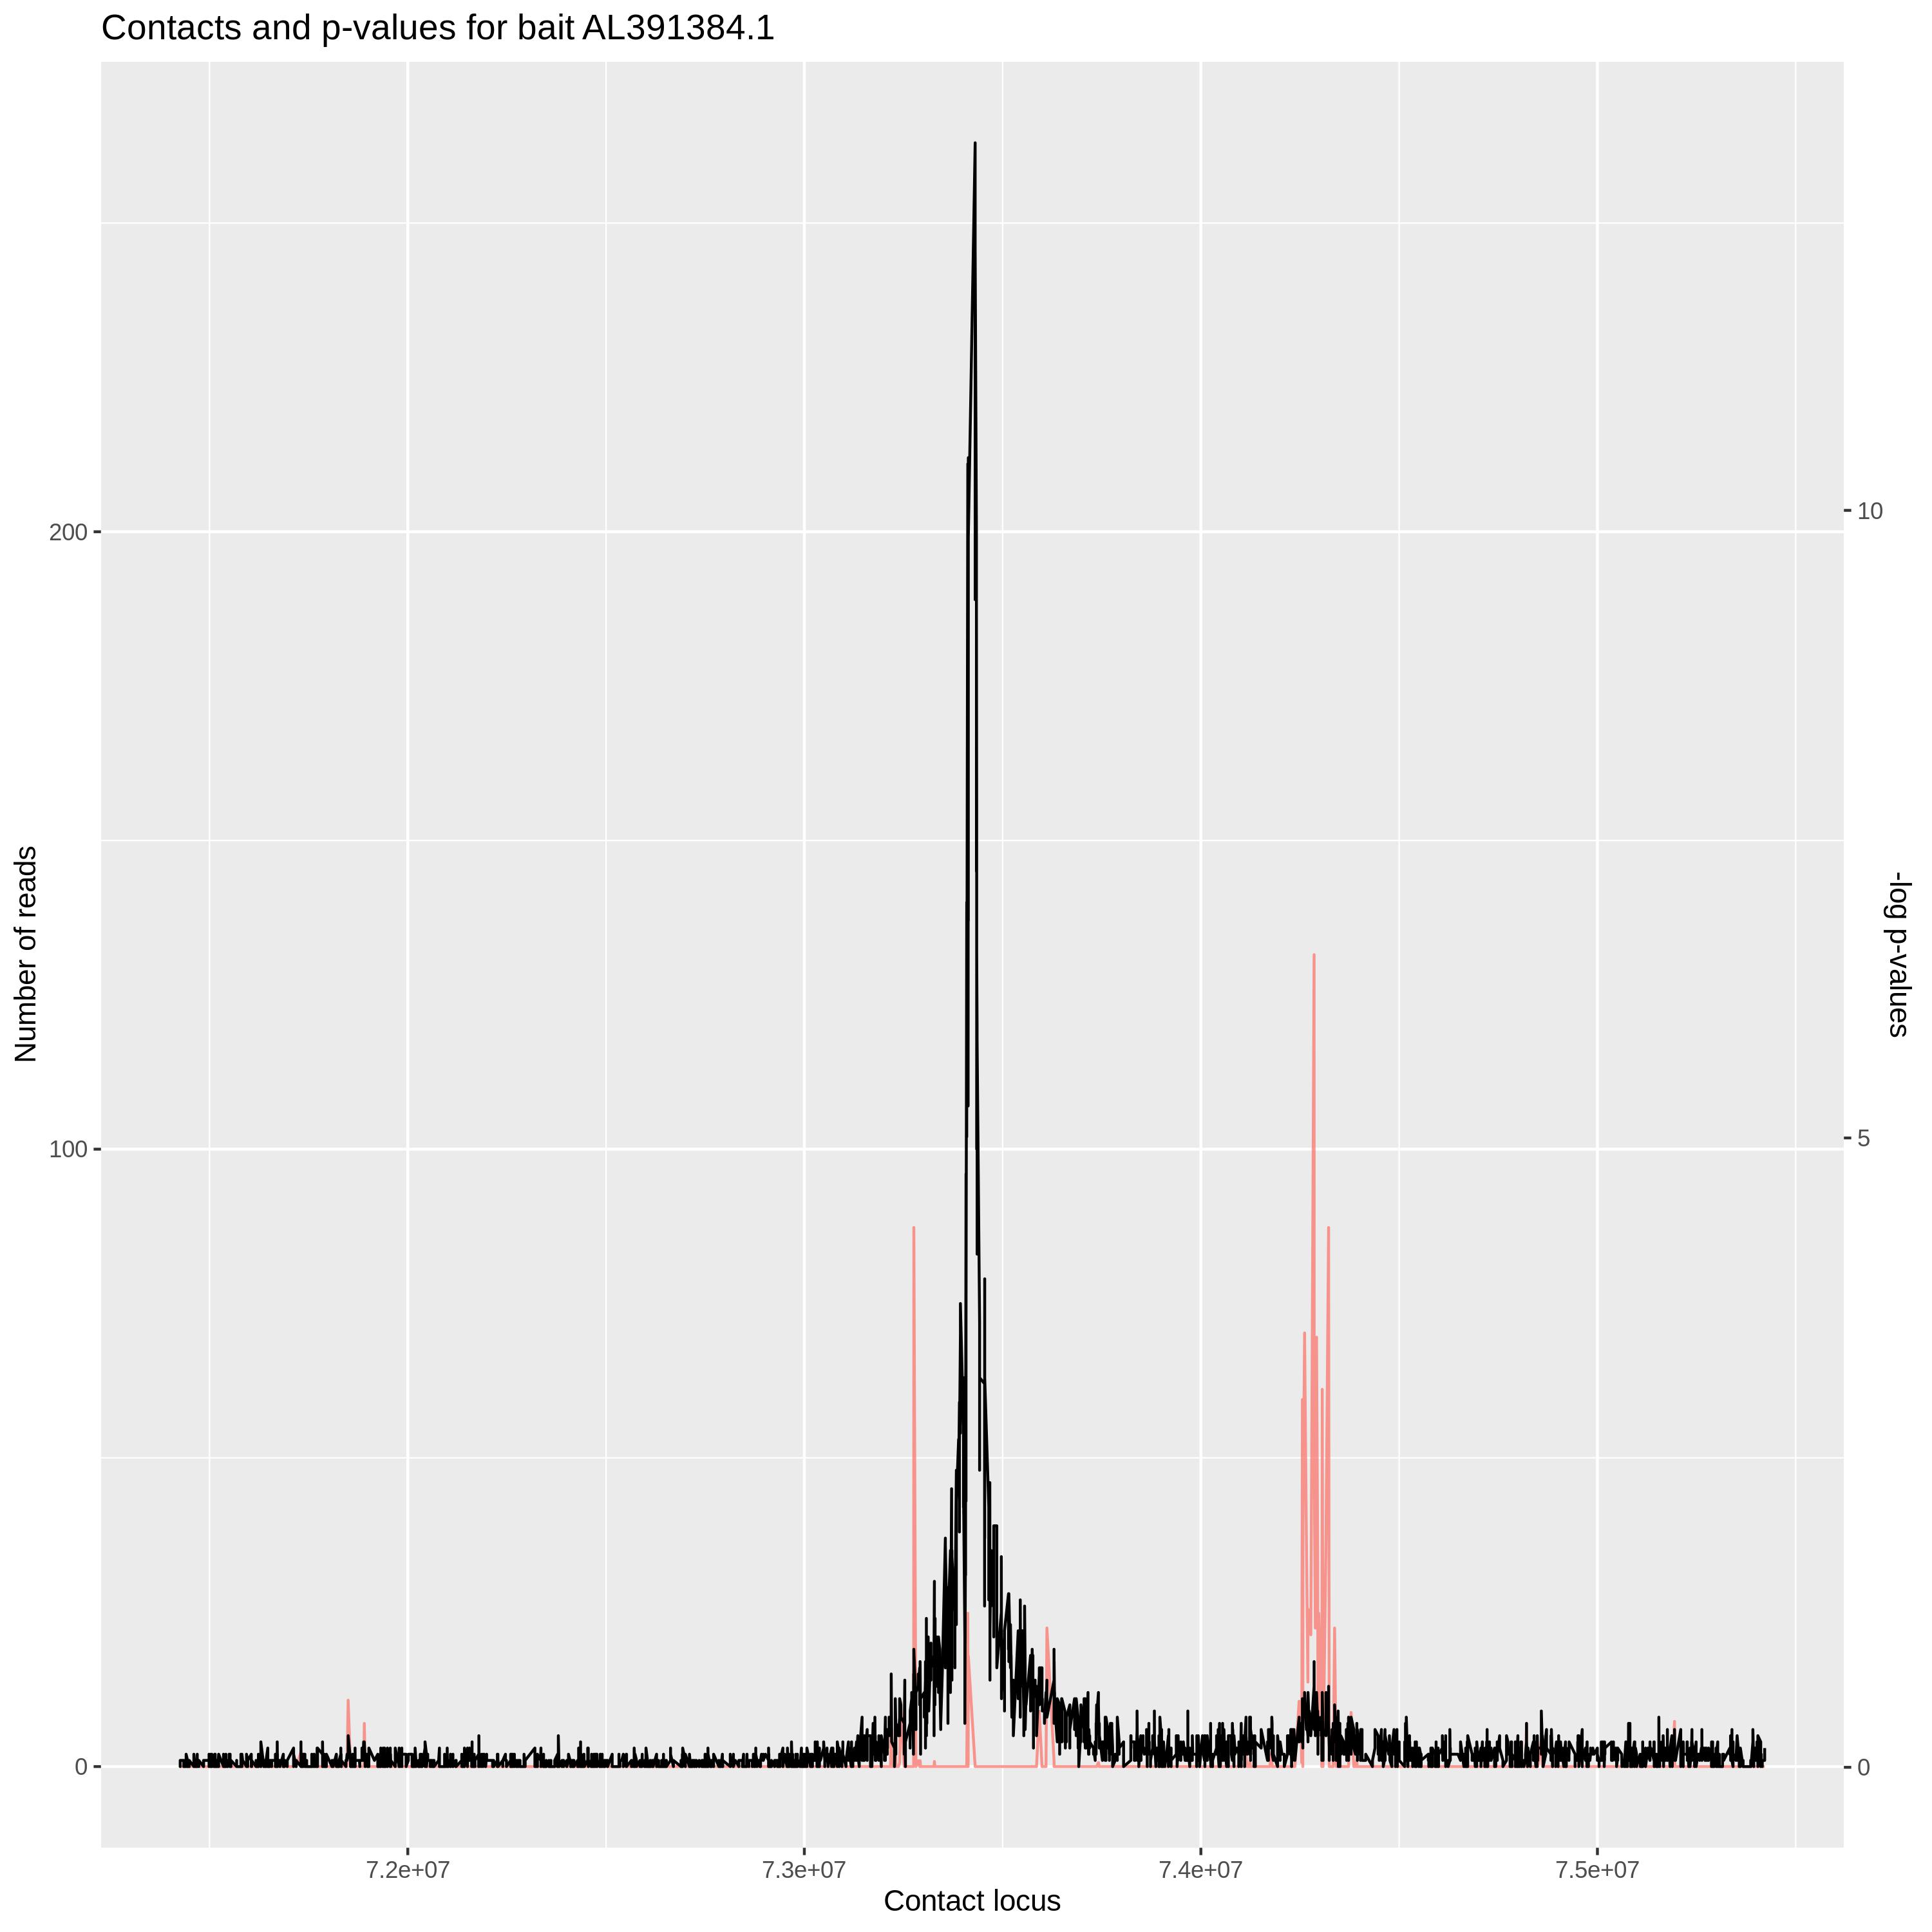 Contacts and p-values for bait AL391384.1
Number of reads
200
100
0
10
5
0
-log p-values
7.2e+07 7.3e+07 7.4e+07 7.5e+07
Contact locus